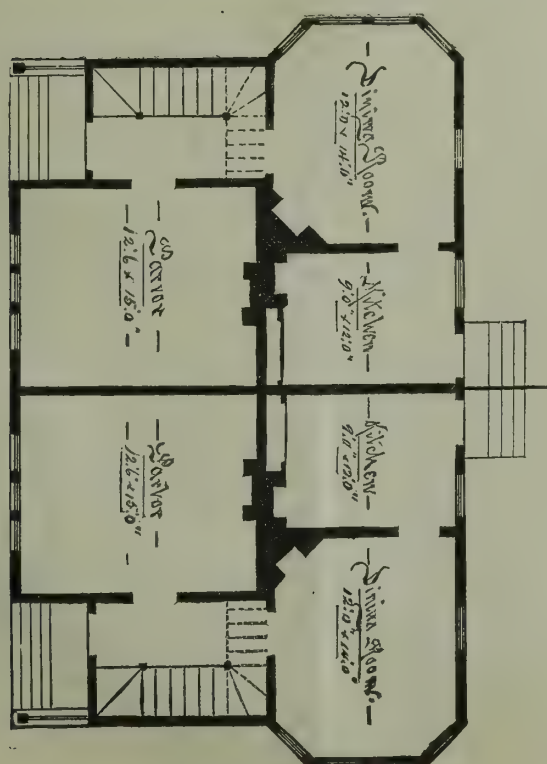 —Dining Room.—
12'.0" x 14'.0"
—Parlor—
—12'.6 x 15'.0"—
—Kitchen—
9'.0" x 12'.0"
—Kitchen—
9'.0" x 12'.0"
—Parlor—
12'.6" x 15'.0"
—Dining Room.—
12'.0 x 14'.0"